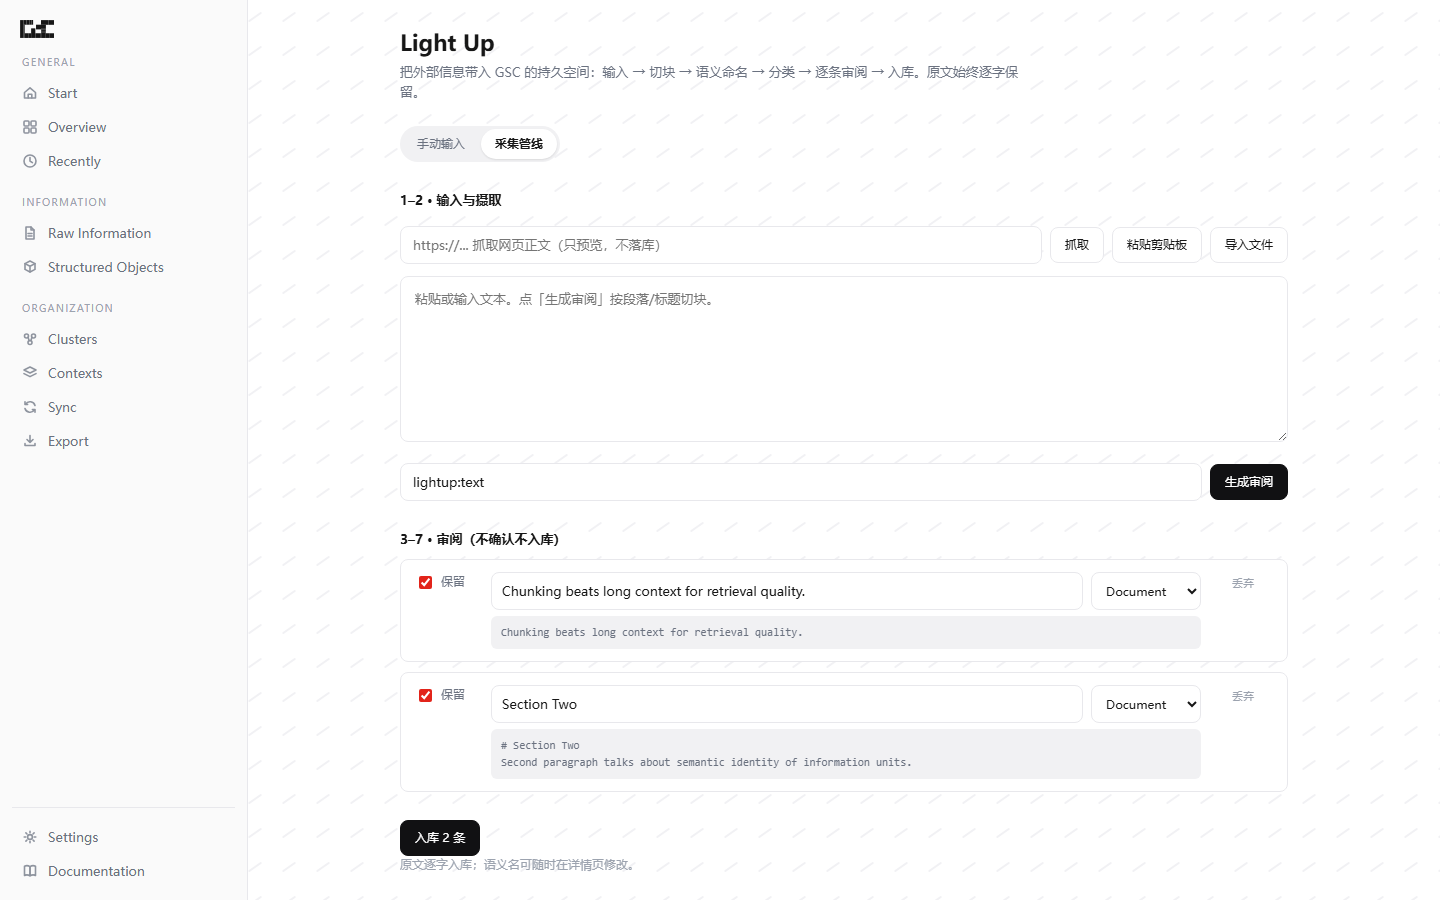 GSC
GENERAL
Start
Overview
Recently
INFORMATION
Raw Information
Structured Objects
ORGANIZATION
Clusters
Contexts
Sync
Export
Settings
Documentation
Light Up
把外部信息带入 GSC 的持久空间：输入 → 切块 → 语义命名 → 分类 → 逐条审阅 → 入库。原文始终逐字保
留。
手动输入 采集管线
1–2 • 输入与摄取
https://... 抓取网页正文（只预览，不落库） 抓取 粘贴剪贴板 导入文件
粘贴或输入文本。点「生成审阅」按段落/标题切块。
lightup:text 生成审阅
3–7 • 审阅（不确认不入库）
保留 Chunking beats long context for retrieval quality. Document 丢弃
Chunking beats long context for retrieval quality.
保留 Section Two Document 丢弃
# Section Two
Second paragraph talks about semantic identity of information units.
入库 2 条
原文逐字入库；语义名可随时在详情页修改。